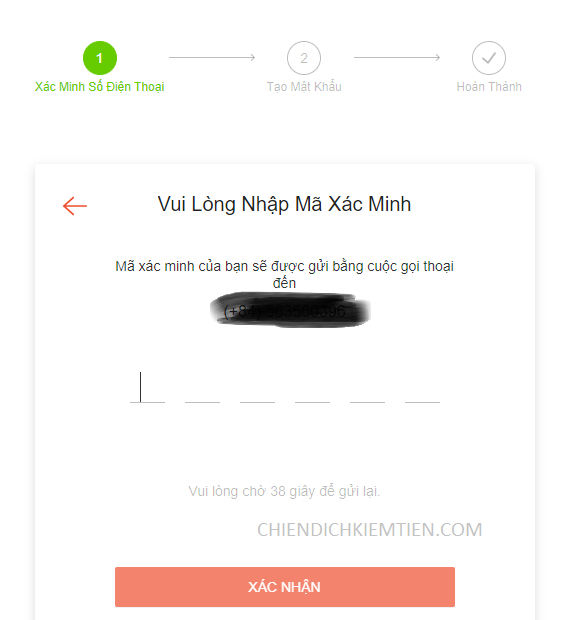 1
2
Xác Minh Số Điện Thoại
Tạo Mật Khẩu
Hoàn Thành
Vui Lòng Nhập Mã Xác Minh
Mã xác minh của bạn sẽ được gửi bằng cuộc gọi thoại
đến
Vui lòng chờ 38 giây để gửi lại.
CHIENDICHKIEMTIEN.COM
XÁC NHẬN